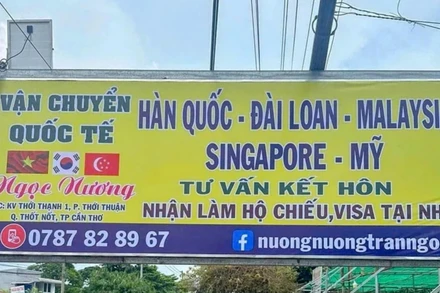 VẬN CHUYỂN
QUỐC TẾ
HÀN QUỐC - ĐÀI LOAN - MALAYSI
SINGAPORE - MỸ
Ngọc Nương
TƯ VẤN KẾT HÔN
C: KV THỚI THẠNH 1, P. THỚI THUẬN
Q. THỐT NỐT, TP CẦN THƠ
NHẬN LÀM HỘ CHIẾU,VISA TẠI NH
0787 82 89 67
nuongnuongtranngo